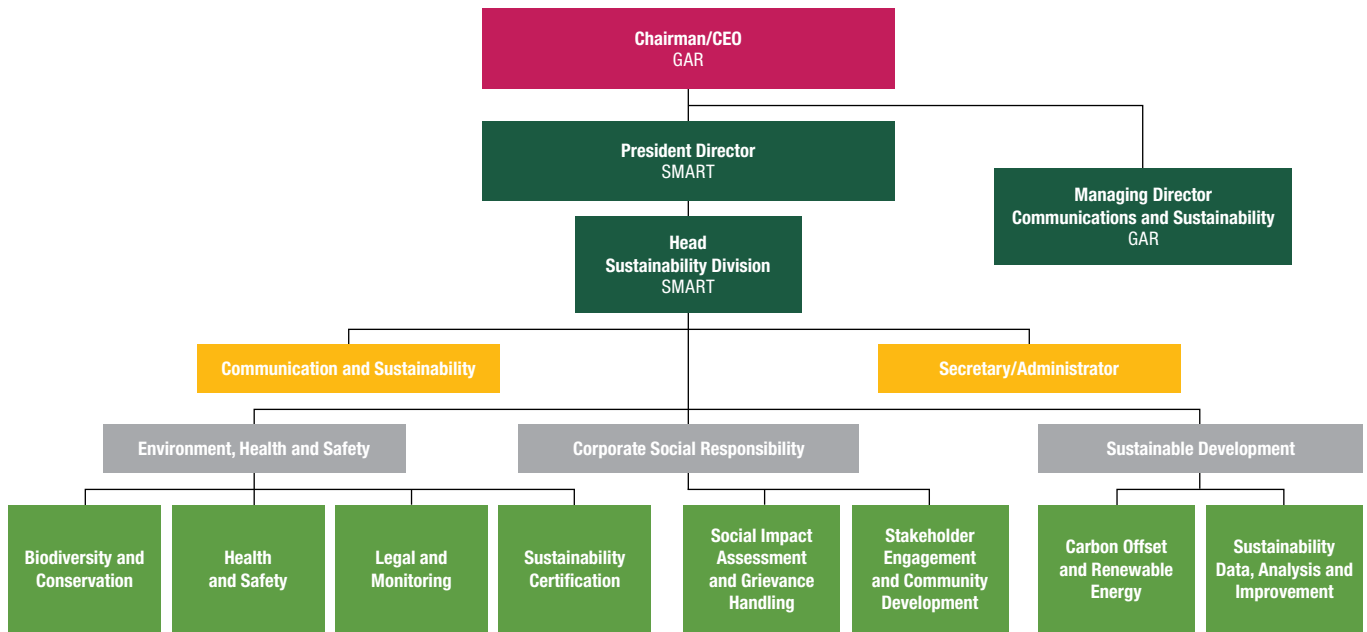 Chairman/CEO
GAR
President Director
SMART
Managing Director
Communications and Sustainability
GAR
Head
Sustainability Division
SMART
Communication and Sustainability
Secretary/Administrator
Environment, Health and Safety
Corporate Social Responsibility
Sustainable Development
Biodiversity and
Conservation
Health
and Safety
Legal and
Monitoring
Sustainability
Certification
Social Impact
Assessment
and Grievance
Handling
Stakeholder
Engagement
and Community
Development
Carbon Offset
and Renewable
Energy
Sustainability
Data, Analysis and
Improvement